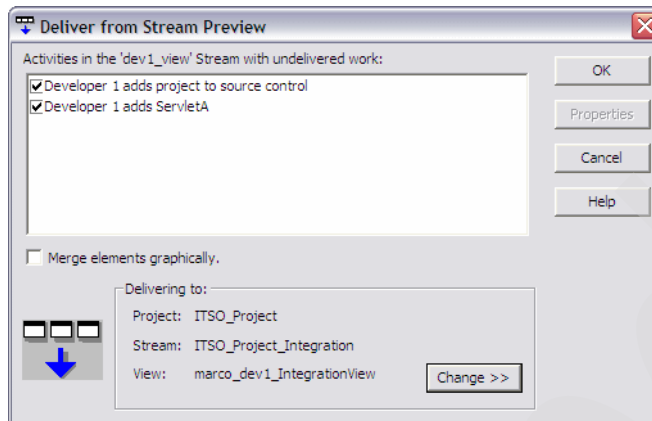 Deliver from Stream Preview
Activities in the 'dev1_view' Stream with undelivered work:
Developer 1 adds project to source control
Developer 1 adds ServletA
OK
Properties
Cancel
Help
Merge elements graphically.
Delivering to:
Project: ITSO_Project
Stream: ITSO_Project_Integration
View: marco_dev1_IntegrationView
Change >>